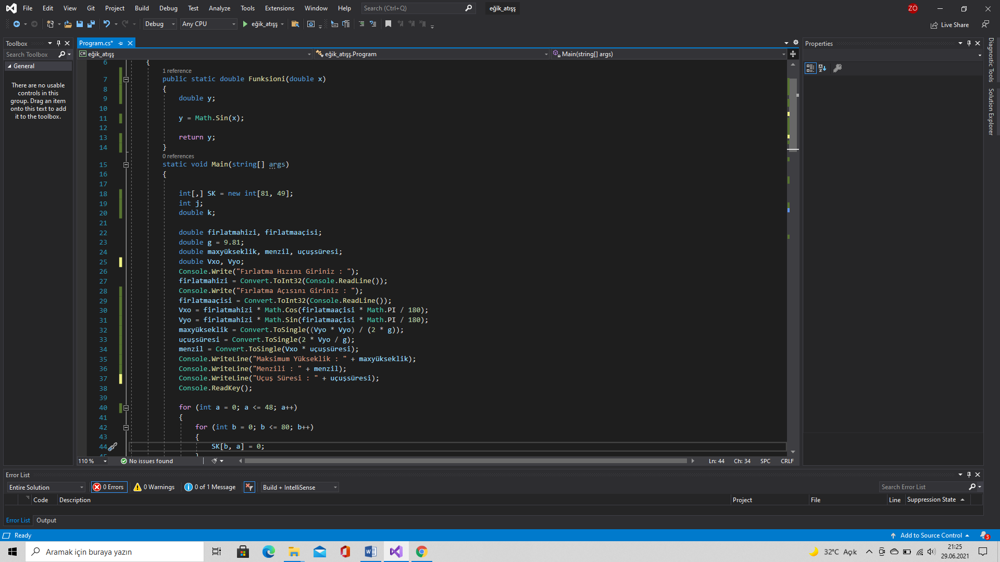 File Edit View Git Project Build Debug Test Analyze Tools Extensions Window Help Search (Ctrl+Q) eğik_atışş ZÖ
Debug Any CPU eğik_atışş Live Share
Toolbox
Search Toolbox
General
There are no usable
controls in this
group. Drag an item
onto this text to add
it to the toolbox.
Program.cs*
C# eğik_atışş eğik_atışş.Program Main(string[] args)
6 {
1 reference
7 public static double Funksioni(double x)
8 {
9 double y;
10
11 y = Math.Sin(x);
12
13 return y;
14 }
0 references
15 static void Main(string[] args)
16 {
17
18 int[,] SK = new int[81, 49];
19 int j;
20 double k;
21
22 double firlatmahizi, firlatmaaçisi;
23 double g = 9.81;
24 double maxyükseklik, menzil, uçuşsüresi;
25 double Vxo, Vyo;
26 Console.Write("Fırlatma Hızını Giriniz : ");
27 firlatmahizi = Convert.ToInt32(Console.ReadLine());
28 Console.Write("Fırlatma Açısını Giriniz : ");
29 firlatmaaçisi = Convert.ToInt32(Console.ReadLine());
30 Vxo = firlatmahizi * Math.Cos(firlatmaaçisi * Math.PI / 180);
31 Vyo = firlatmahizi * Math.Sin(firlatmaaçisi * Math.PI / 180);
32 maxyükseklik = Convert.ToSingle((Vyo * Vyo) / (2 * g));
33 uçuşsüresi = Convert.ToSingle(2 * Vyo / g);
34 menzil = Convert.ToSingle(Vxo * uçuşsüresi);
35 Console.WriteLine("Maksimum Yükseklik : " + maxyükseklik);
36 Console.WriteLine("Menzili : " + menzil);
37 Console.WriteLine("Uçuş Süresi : " + uçuşsüresi);
38 Console.ReadKey();
39
40 for (int a = 0; a <= 48; a++)
41 {
42 for (int b = 0; b <= 80; b++)
43 {
44 SK[b, a] = 0;
45 }
110 % No issues found Ln: 44 Ch: 34 SPC CRLF
Properties
Diagnostic Tools
Solution Explorer
Error List
Entire Solution 0 Errors 0 Warnings 0 of 1 Message Build + IntelliSense Search Error List
Code Description Project File Line Suppression State
Error List Output
Ready Add to Source Control 3
Aramak için buraya yazın 32°C Açık 21:25
29.06.2021